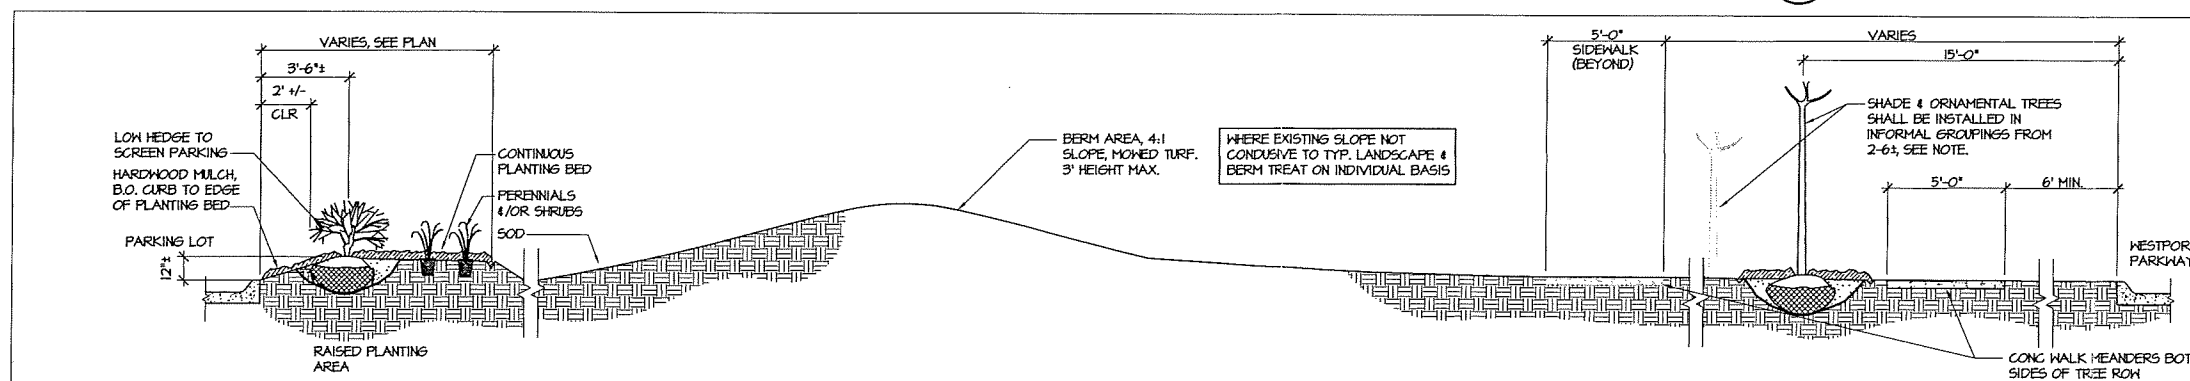 VARIES, SEE PLAN
3'-6"±
2' +/-
CLR
LOW HEDGE TO
SCREEN PARKING
HARDWOOD MULCH,
B.O. CURB TO EDGE
OF PLANTING BED
PARKING LOT
12"±
CONTINUOUS
PLANTING BED
PERENNIALS
&/OR SHRUBS
SOD
RAISED PLANTING
AREA
BERM AREA, 4:1
SLOPE, MOWED TURF.
3' HEIGHT MAX.
WHERE EXISTING SLOPE NOT
CONDUSIVE TO TYP. LANDSCAPE &
BERM TREAT ON INDIVIDUAL BASIS
5'-0"
SIDEWALK
(BEYOND)
VARIES
15'-0"
SHADE & ORNAMENTAL TREES
SHALL BE INSTALLED IN
INFORMAL GROUPINGS FROM
2-6±, SEE NOTE.
5'-0"
6' MIN.
WESTPOR
PARKWAY
CONC WALK MEANDERS BOT
SIDES OF TREE ROW